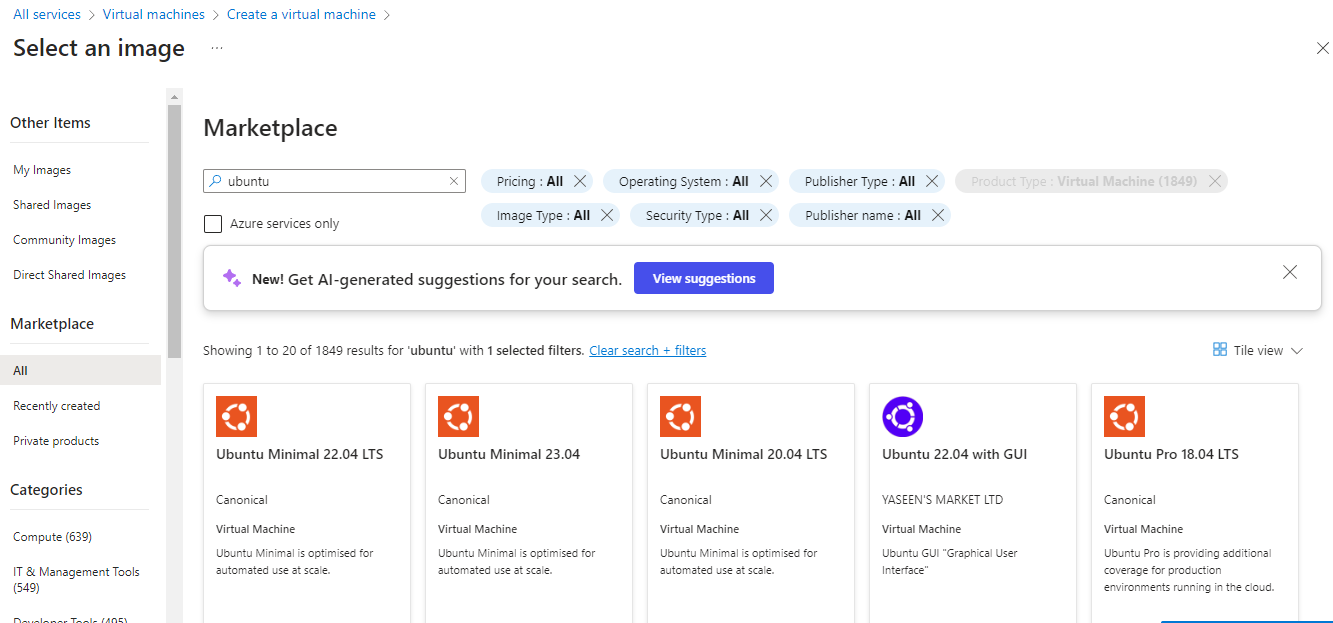 All services > Virtual machines > Create a virtual machine >
Select an image ...
Other Items
My Images
Shared Images
Community Images
Direct Shared Images
Marketplace
All
Recently created
Private products
Categories
Compute (639)
IT & Management Tools
(549)
Developer Tools (495)
Marketplace
ubuntu
Pricing : All
Operating System : All
Publisher Type : All
Product Type : Virtual Machine (1849)
Azure services only
Image Type : All
Security Type : All
Publisher name : All
New! Get AI-generated suggestions for your search.
View suggestions
Showing 1 to 20 of 1849 results for 'ubuntu' with 1 selected filters. Clear search + filters
Tile view
Ubuntu Minimal 22.04 LTS
Canonical
Virtual Machine
Ubuntu Minimal is optimised for
automated use at scale.
Ubuntu Minimal 23.04
Canonical
Virtual Machine
Ubuntu Minimal is optimised for
automated use at scale.
Ubuntu Minimal 20.04 LTS
Canonical
Virtual Machine
Ubuntu Minimal is optimised for
automated use at scale.
Ubuntu 22.04 with GUI
YASEEN'S MARKET LTD
Virtual Machine
Ubuntu GUI "Graphical User
Interface"
Ubuntu Pro 18.04 LTS
Canonical
Virtual Machine
Ubuntu Pro is providing additional
coverage for production
environments running in the cloud.